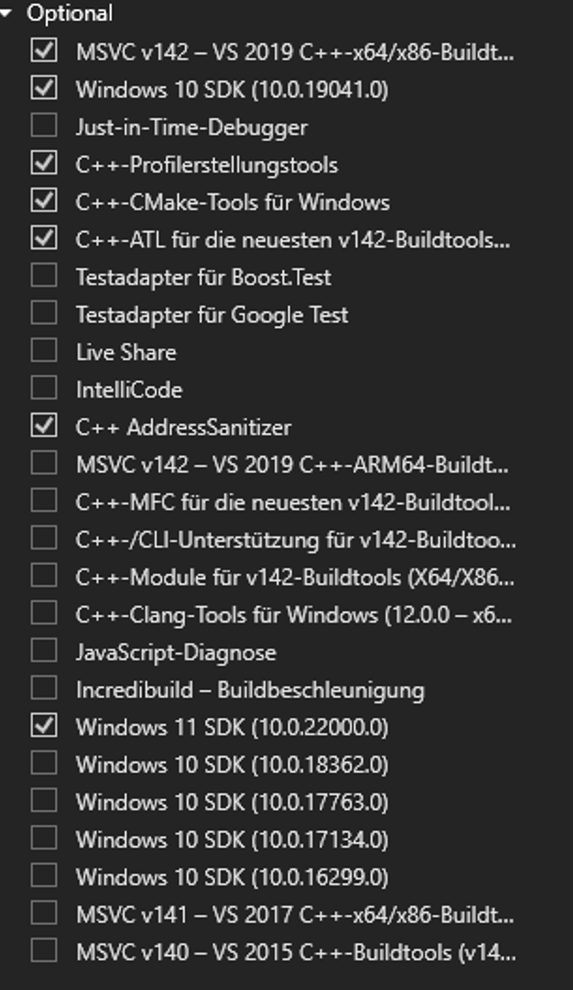 Optional
MSVC v142 – VS 2019 C++-x64/x86-Buildt...
Windows 10 SDK (10.0.19041.0)
Just-in-Time-Debugger
C++-Profilerstellungstools
C++-CMake-Tools für Windows
C++-ATL für die neuesten v142-Buildtools...
Testadapter für Boost.Test
Testadapter für Google Test
Live Share
IntelliCode
C++ AddressSanitizer
MSVC v142 – VS 2019 C++-ARM64-Buildt...
C++-MFC für die neuesten v142-Buildtool...
C++-/CLI-Unterstützung für v142-Buildtoo...
C++-Module für v142-Buildtools (X64/X86...
C++-Clang-Tools für Windows (12.0.0 – x6...
JavaScript-Diagnose
Incredibuild – Buildbeschleunigung
Windows 11 SDK (10.0.22000.0)
Windows 10 SDK (10.0.18362.0)
Windows 10 SDK (10.0.17763.0)
Windows 10 SDK (10.0.17134.0)
Windows 10 SDK (10.0.16299.0)
MSVC v141 – VS 2017 C++-x64/x86-Buildt...
MSVC v140 – VS 2015 C++-Buildtools (v14...